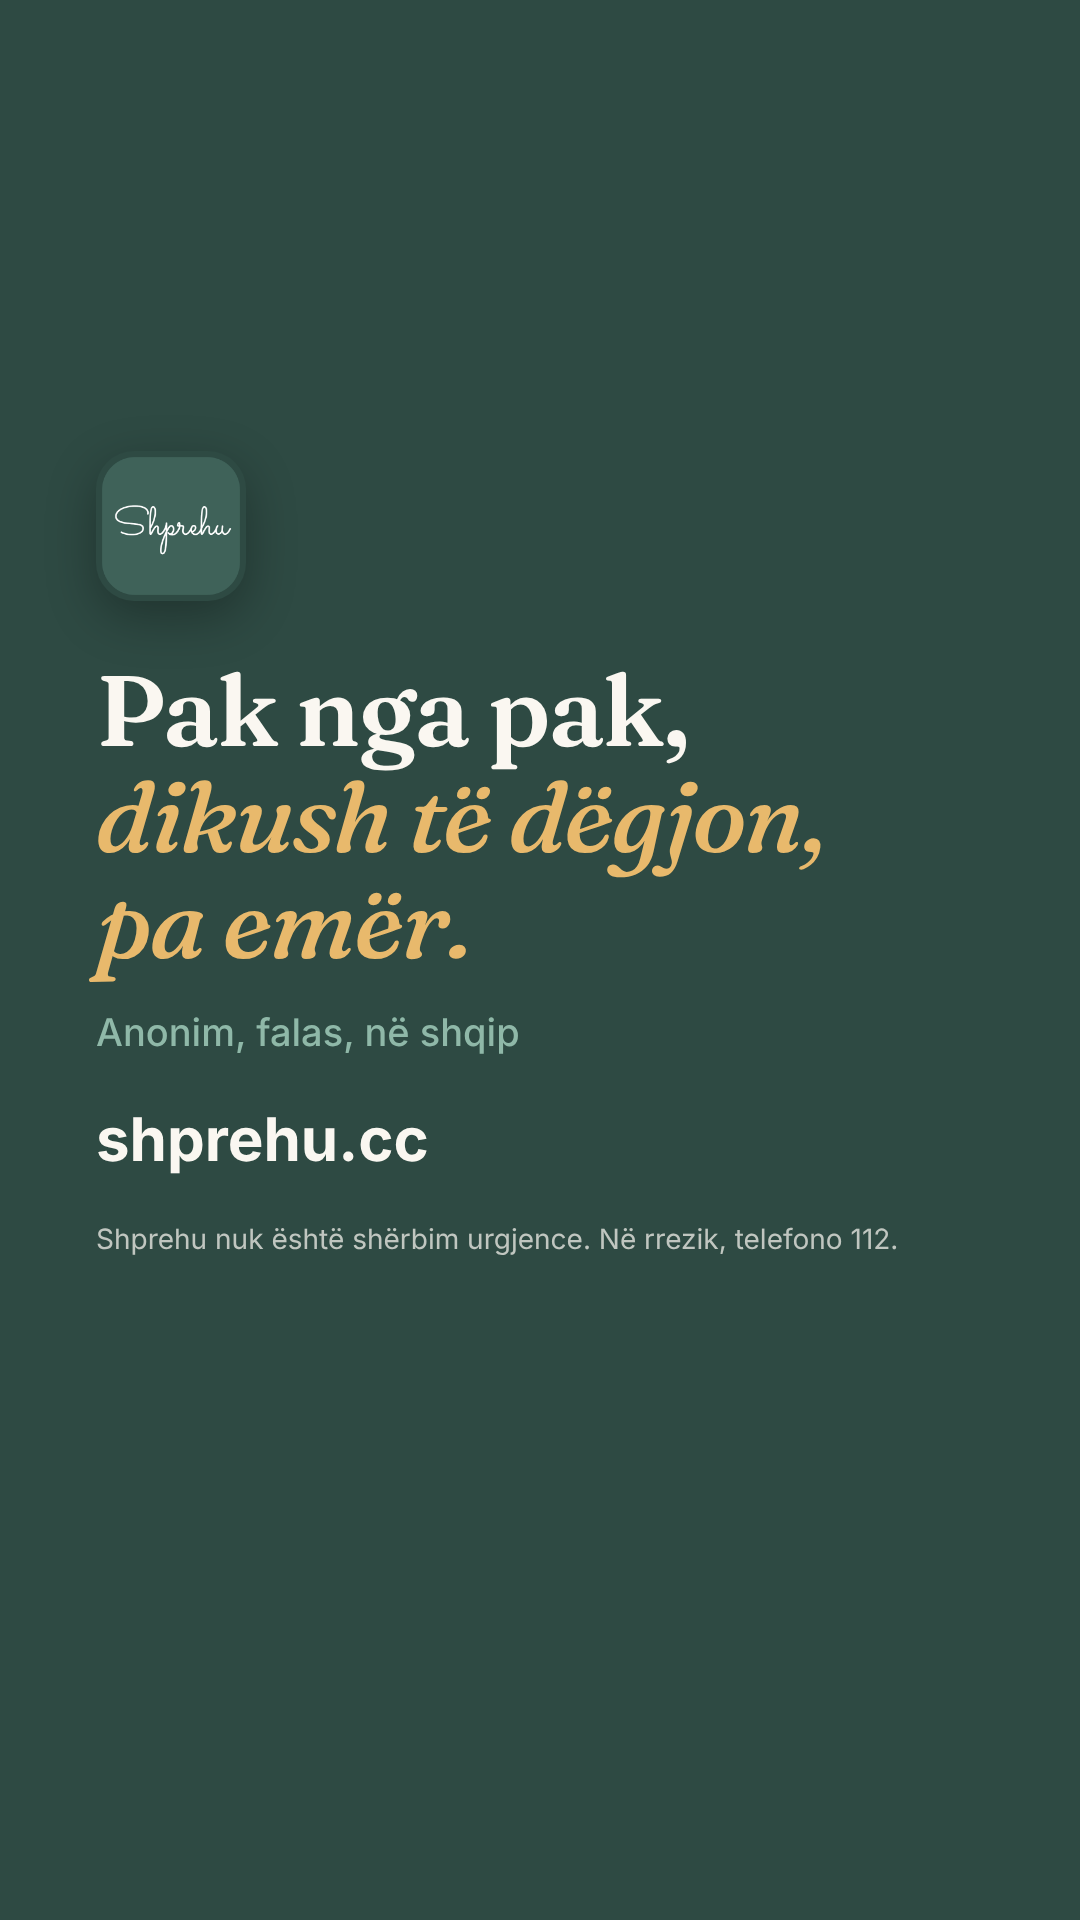 Shprehu
Pak nga pak,
dikush të dëgjon,
pa emër.
Anonim, falas, në shqip
shprehu.cc
Shprehu nuk është shërbim urgjence. Në rrezik, telefono 112.